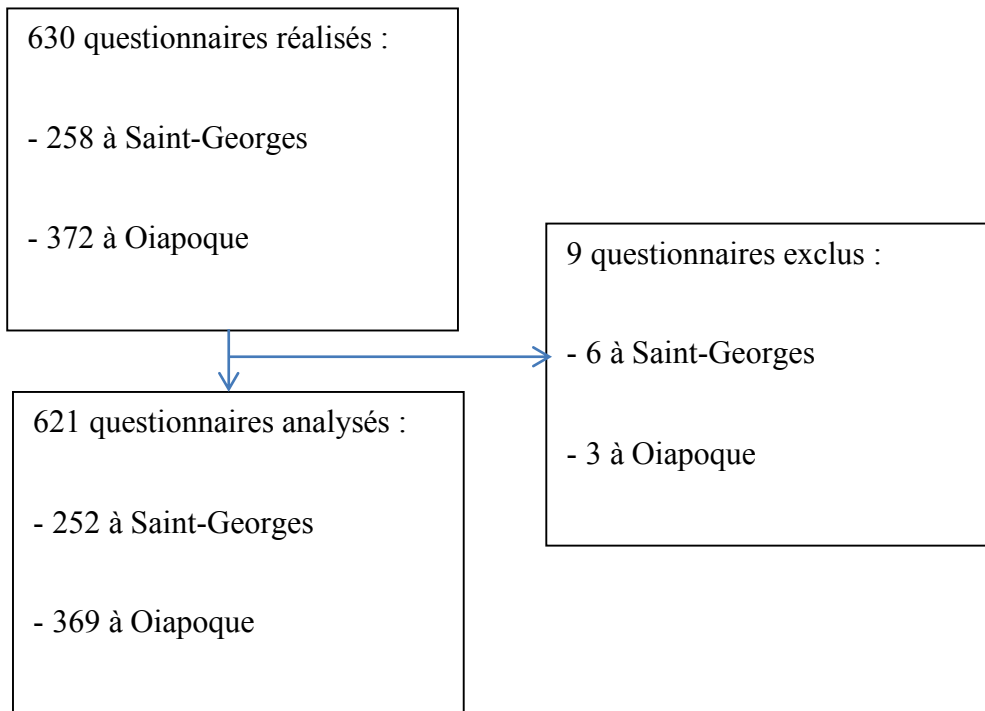 630 questionnaires réalisés :
- 258 à Saint-Georges
- 372 à Oiapoque
9 questionnaires exclus :
- 6 à Saint-Georges
- 3 à Oiapoque
621 questionnaires analysés :
- 252 à Saint-Georges
- 369 à Oiapoque